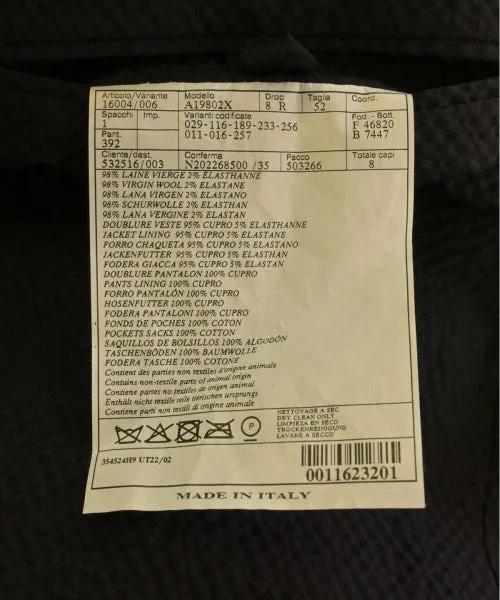 Articolo/Variante Modello Drop Taglia Coord.
16004/006 A19802X 8 R 52
Spacchi Imp. Varianti codificate Fod. - Bott.
1 029-116-189-233-256 F 46820
Pant. 011-016-257 B 7447
392
Cliente/dest. Conferma Pacco Totale capi
532516/003 N202268500 /35 503266 8
98% LAINE VIERGE 2% ELASTHANNE
98% VIRGIN WOOL 2% ELASTANE
98% LANA VIRGEN 2% ELASTANO
98% SCHURWOLLE 2% ELASTHAN
98% LANA VERGINE 2% ELASTAN
DOUBLURE VESTE 95% CUPRO 5% ELASTHANNE
JACKET LINING 95% CUPRO 5% ELASTANE
FORRO CHAQUETA 95% CUPRO 5% ELASTANO
JACKENFUTTER 95% CUPRO 5% ELASTHAN
FODERA GIACCA 95% CUPRO 5% ELASTAN
DOUBLURE PANTALON 100% CUPRO
PANTS LINING 100% CUPRO
FORRO PANTALÓN 100% CUPRO
HOSENFUTTER 100% CUPRO
FODERA PANTALONI 100% CUPRO
FONDS DE POCHES 100% COTON
POCKETS SACKS 100% COTTON
SAQUILLOS DE BOLSILLOS 100% ALGODÓN
TASCHENBÖDEN 100% BAUMWOLLE
FODERA TASCHE 100% COTONE
Contient des parties non textiles d'origine animale
Contains non-textile parts of animal origin
Contiene partes no textiles de origen animal
Enthält nicht textile teile tierischen ursprungs
Contiene parti non tessili di origine animale
P
NETTOYAGE A SEC
DRY CLEAN ONLY
LIMPIEZA EN SECO
TROCKENREINIGUNG
LAVARE A SECCO
354524H9 UT22/02
0011623201
MADE IN ITALY